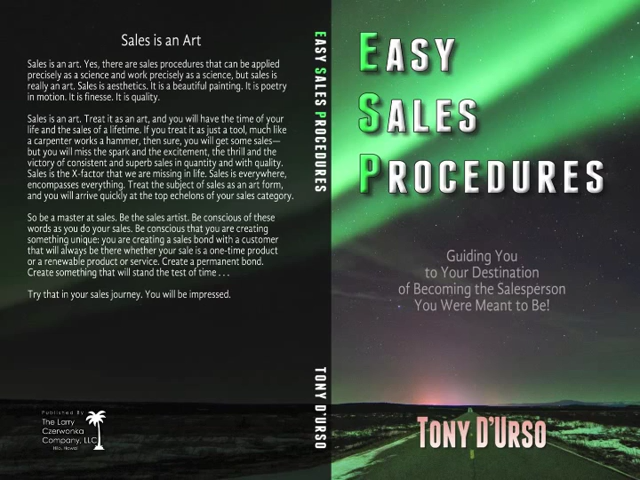 Sales is an Art
Sales is an art. Yes, there are sales procedures that can be applied
precisely as a science and work precisely as a science, but sales is
really an art. Sales is aesthetics. It is a beautiful painting. It is poetry
in motion. It is finesse. It is quality.
Sales is an art. Treat it as an art, and you will have the time of your
life and the sales of a lifetime. If you treat it as just a tool, much like
a carpenter works a hammer, then sure, you will get some sales—
but you will miss the spark and the excitement, the thrill and the
victory of consistent and superb sales in quantity and with quality.
Sales is the X-factor that we are missing in life. Sales is everywhere,
encompasses everything. Treat the subject of sales as an art form,
and you will arrive quickly at the top echelons of your sales category.
So be a master at sales. Be the sales artist. Be conscious of these
words as you do your sales. Be conscious that you are creating
something unique: you are creating a sales bond with a customer
that will always be there whether your sale is a one-time product
or a renewable product or service. Create a permanent bond.
Create something that will stand the test of time . . .
Try that in your sales journey. You will be impressed.
Published By
The Larry
Czerwonka
Company, LLC
Hilo, Hawaii
EASY SALES PROCEDURES
TONY D'URSO
EASY
SALES
PROCEDURES
Guiding You
to Your Destination
of Becoming the Salesperson
You Were Meant to Be!
TONY D'URSO